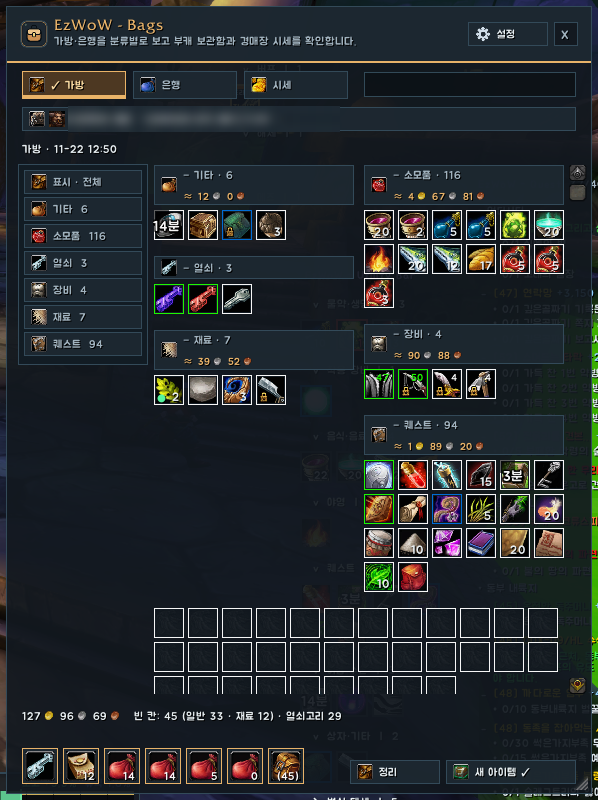 EzWoW - Bags
가방·은행을 분류별로 보고 부캐 보관함과 경매장 시세를 확인합니다.
설정
X
✓ 가방
은행
시세
가방 · 11-22 12:50
표시 · 전체
기타 6
소모품 116
열쇠 3
장비 4
재료 7
퀘스트 94
– 기타 · 6
≈ 12 0
14분
3
– 열쇠 · 3
– 재료 · 7
≈ 39 52
2
3
5
– 소모품 · 116
≈ 4 67 81
20 2 5 5 20
20 12 17 5 5
3
– 장비 · 4
≈ 90 88
47 50 4 4
– 퀘스트 · 94
≈ 1 89 20
15 3분
5 20
10 20
10
127 96 69 빈 칸: 45 (일반 33 · 재료 12) · 열쇠고리 29
12 14 14 5 0 (45)
정리
새 아이템 ✓